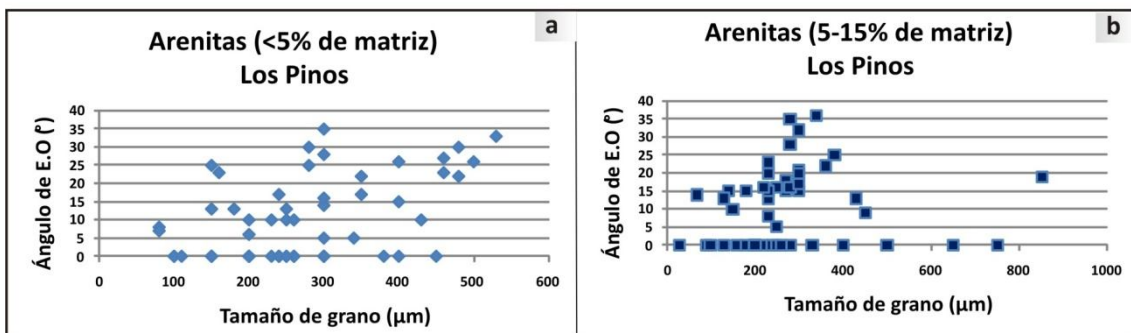 a
Arenitas (<5% de matriz)
Los Pinos
Ángulo de E.O (°)
40
35
30
25
20
15
10
5
0
0 100 200 300 400 500 600
Tamaño de grano (µm)
b
Arenitas (5-15% de matriz)
Los Pinos
Ángulo de E.O (°)
40
35
30
25
20
15
10
5
0
0 200 400 600 800 1000
Tamaño de grano (µm)